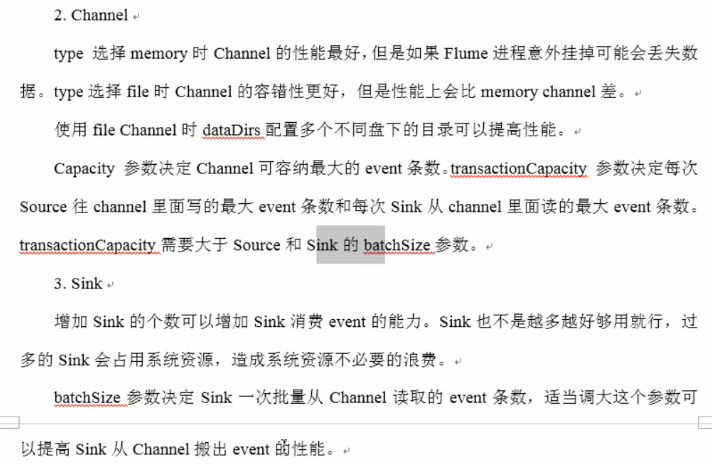 2. Channel
type 选择 memory 时 Channel 的性能最好，但是如果 Flume 进程意外挂掉可能会丢失数
据。type 选择 file 时 Channel 的容错性更好，但是性能上会比 memory channel 差。
使用 file Channel 时 dataDirs 配置多个不同盘下的目录可以提高性能。
Capacity 参数决定 Channel 可容纳最大的 event 条数。transactionCapacity 参数决定每次
Source 往 channel 里面写的最大 event 条数和每次 Sink 从 channel 里面读的最大 event 条数。
transactionCapacity 需要大于 Source 和 Sink 的 batchSize 参数。
3. Sink
增加 Sink 的个数可以增加 Sink 消费 event 的能力。Sink 也不是越多越好够用就行，过
多的 Sink 会占用系统资源，造成系统资源不必要的浪费。
batchSize 参数决定 Sink 一次批量从 Channel 读取的 event 条数，适当调大这个参数可
以提高 Sink 从 Channel 搬出 event 的性能。